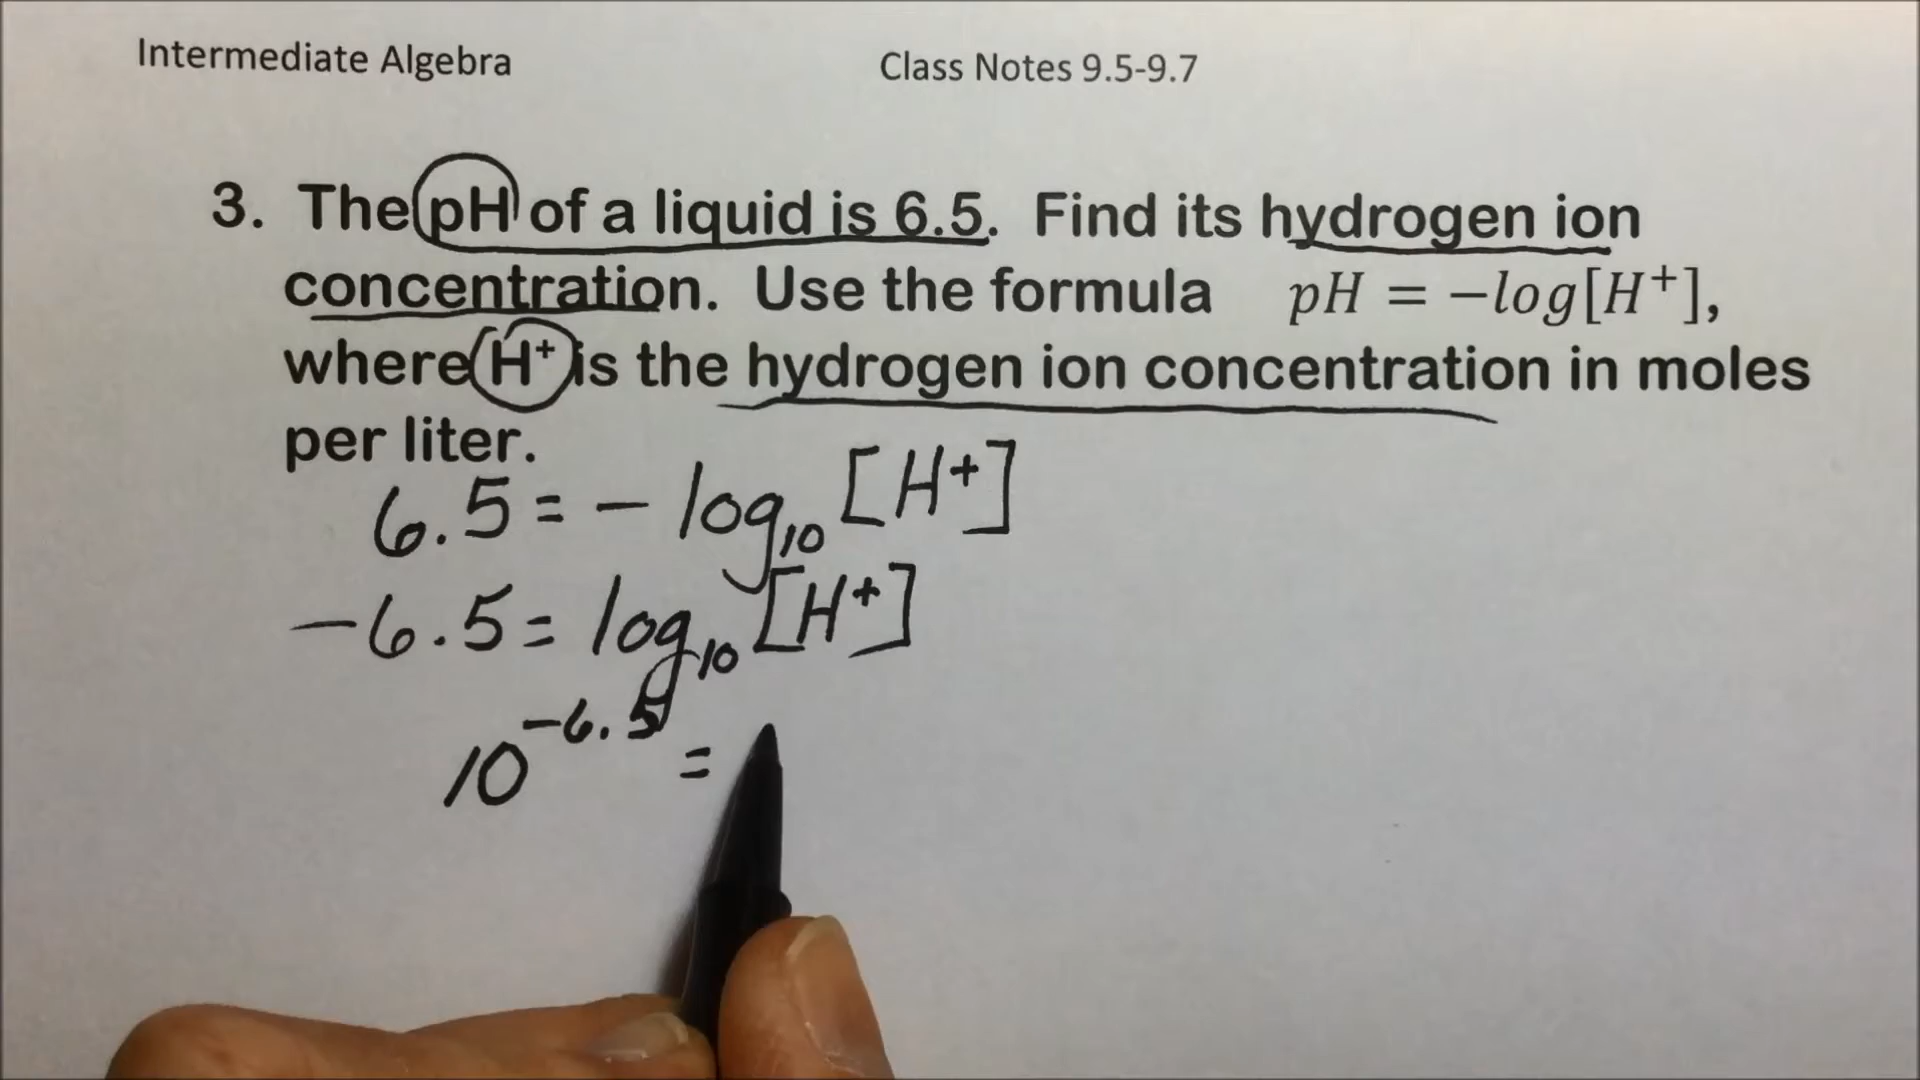 Intermediate Algebra Class Notes 9.5-9.7
3. The pH of a liquid is 6.5. Find its hydrogen ion
concentration. Use the formula pH = −log[H⁺],
where H⁺ is the hydrogen ion concentration in moles
per liter.
6.5 = − log₁₀ [H⁺]
−6.5 = log₁₀ [H⁺]
10⁻⁶·⁵ =